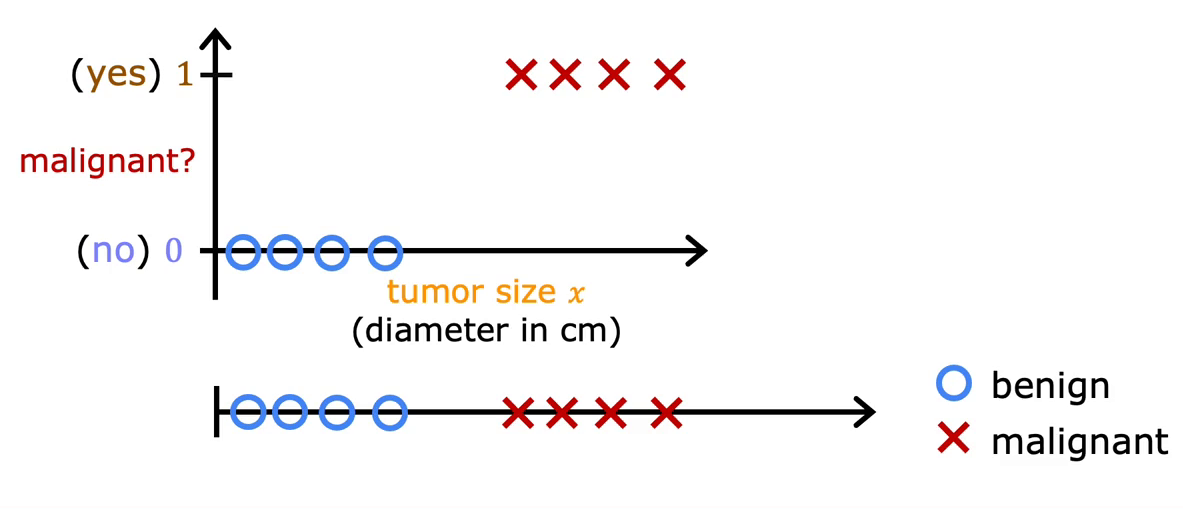 (yes) 1
malignant?
(no) 0
tumor size x
(diameter in cm)
benign
malignant